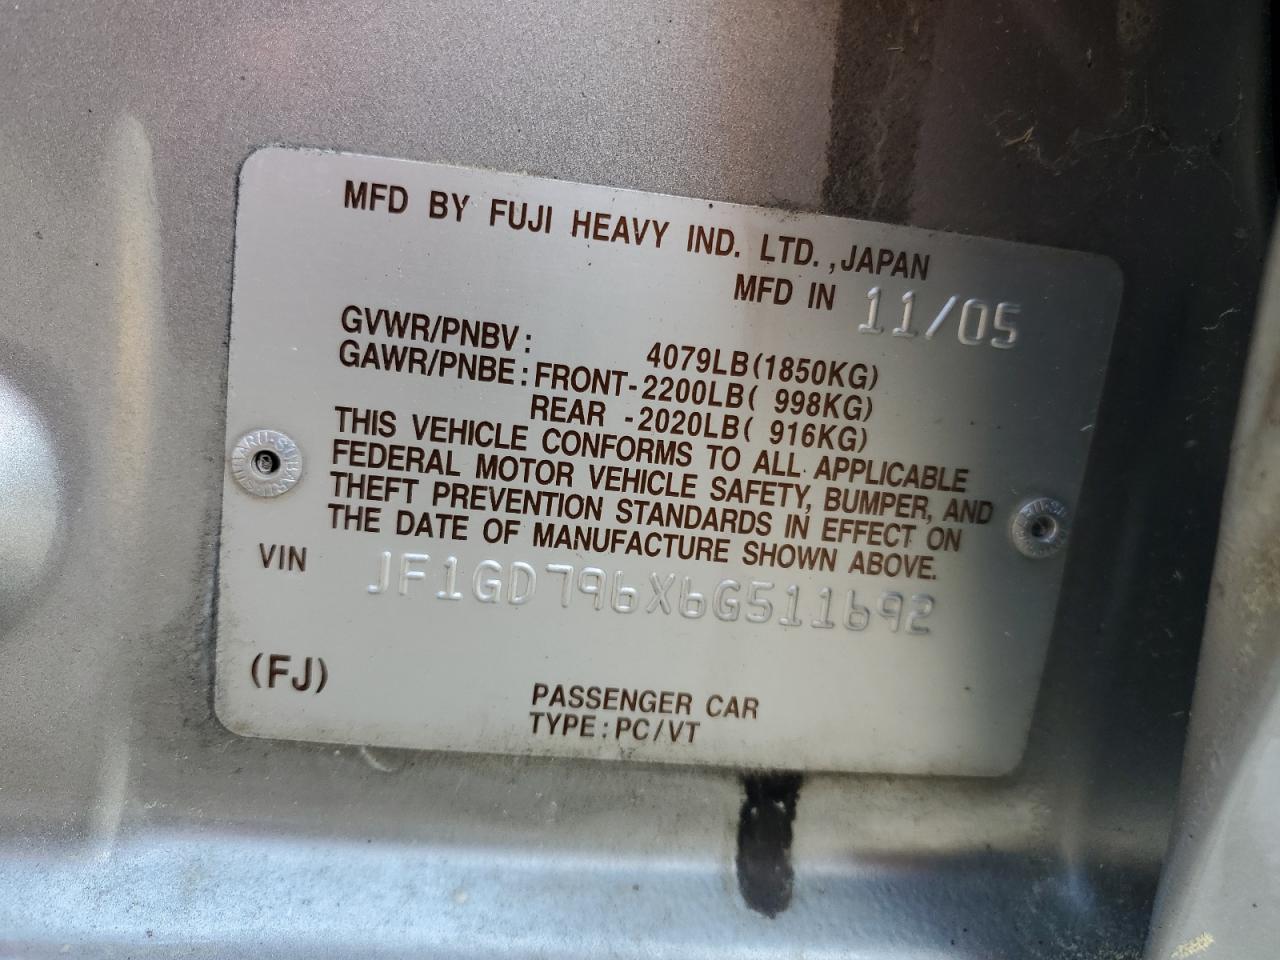 MFD BY FUJI HEAVY IND. LTD., JAPAN
MFD IN 11/05
GVWR/PNBV: 4079LB(1850KG)
GAWR/PNBE: FRONT-2200LB( 998KG)
REAR -2020LB( 916KG)
THIS VEHICLE CONFORMS TO ALL APPLICABLE
FEDERAL MOTOR VEHICLE SAFETY, BUMPER, AND
THEFT PREVENTION STANDARDS IN EFFECT ON
THE DATE OF MANUFACTURE SHOWN ABOVE.
VIN JF1GD796X6G511692
(FJ)
PASSENGER CAR
TYPE: PC/VT